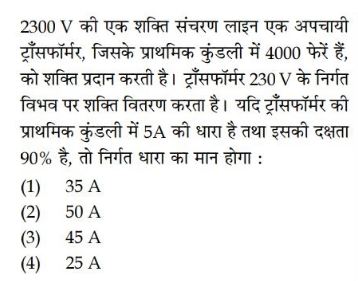 2300 V की एक शक्ति संचरण लाइन एक अपचायी
ट्राँसफॉर्मर, जिसके प्राथमिक कुंडली में 4000 फेरें हैं,
को शक्ति प्रदान करती है। ट्राँसफॉर्मर 230 V के निर्गत
विभव पर शक्ति वितरण करता है। यदि ट्राँसफॉर्मर की
प्राथमिक कुंडली में 5A की धारा है तथा इसकी दक्षता
90% है, तो निर्गत धारा का मान होगा :
(1) 35 A
(2) 50 A
(3) 45 A
(4) 25 A